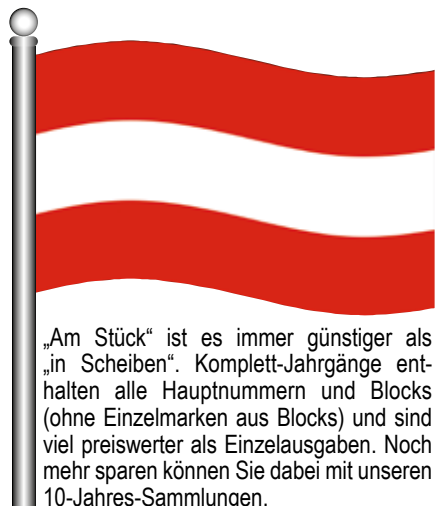 „Am Stück“ ist es immer günstiger als
„in Scheiben“. Komplett-Jahrgänge ent-
halten alle Hauptnummern und Blocks
(ohne Einzelmarken aus Blocks) und sind
viel preiswerter als Einzelausgaben. Noch
mehr sparen können Sie dabei mit unseren
10-Jahres-Sammlungen.